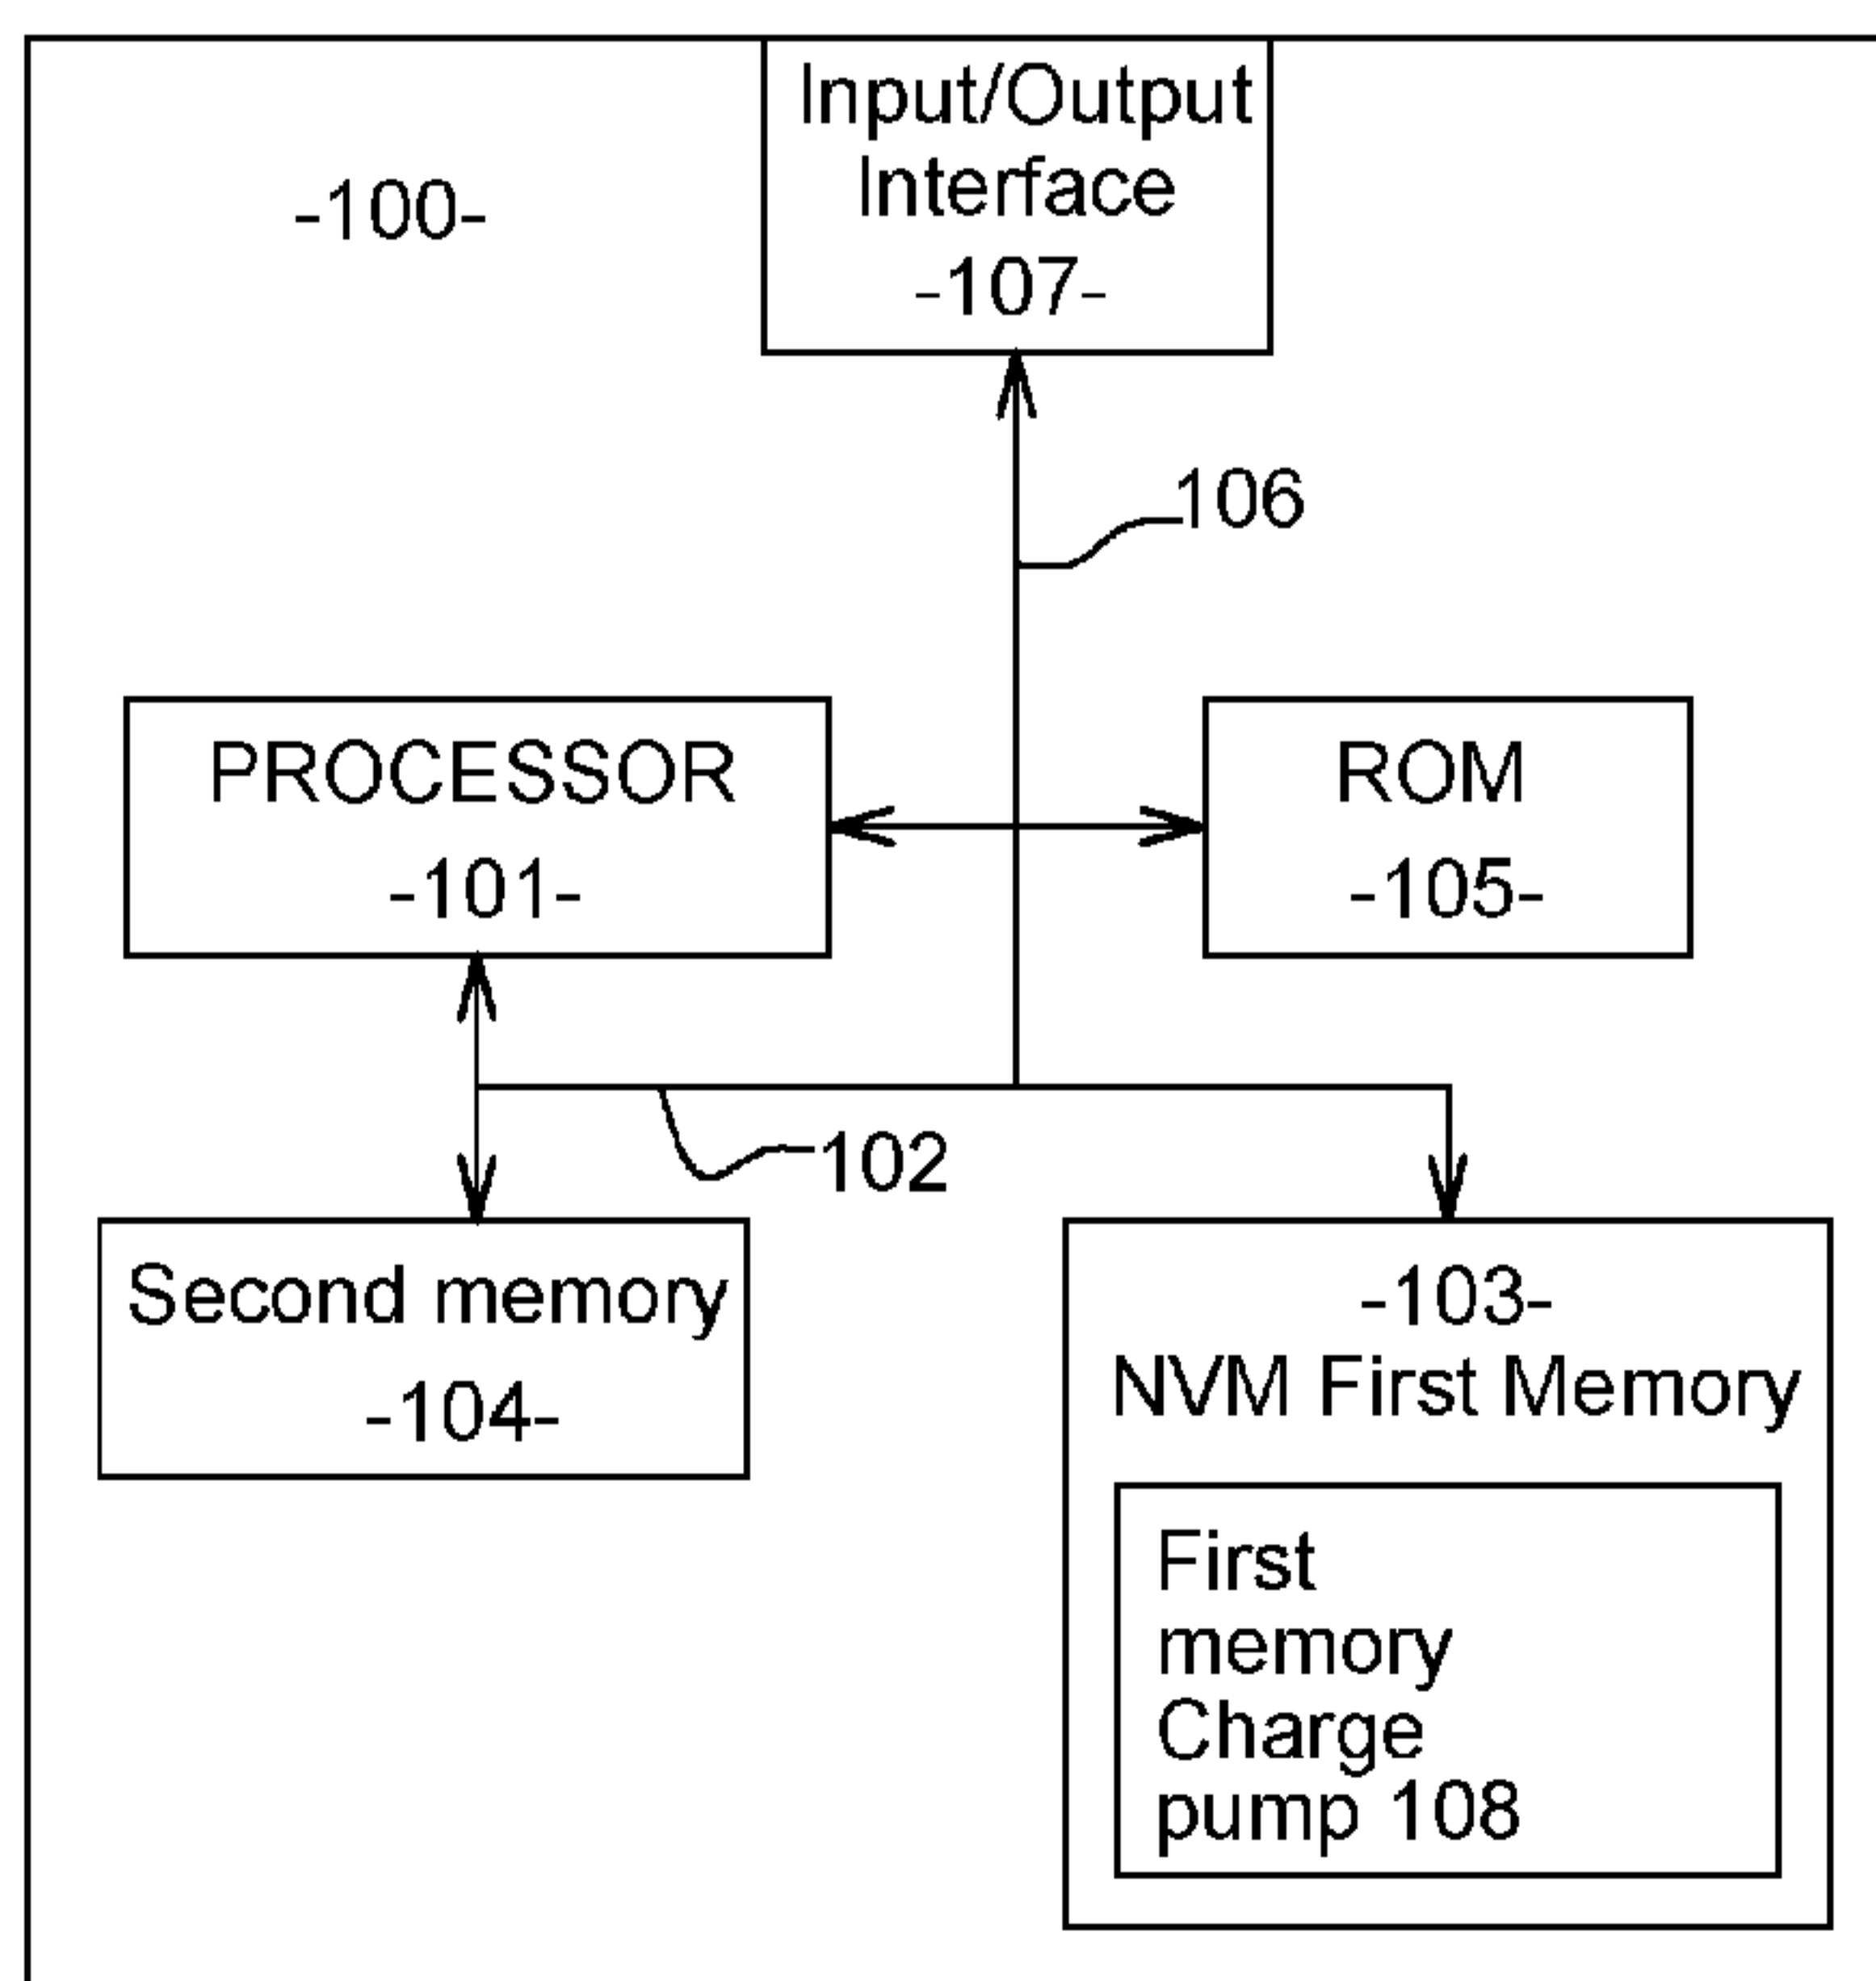 Input/Output
Interface
-107-
-100-
106
PROCESSOR
-101-
ROM
-105-
102
Second memory
-104-
-103-
NVM First Memory
First
memory
Charge
pump 108